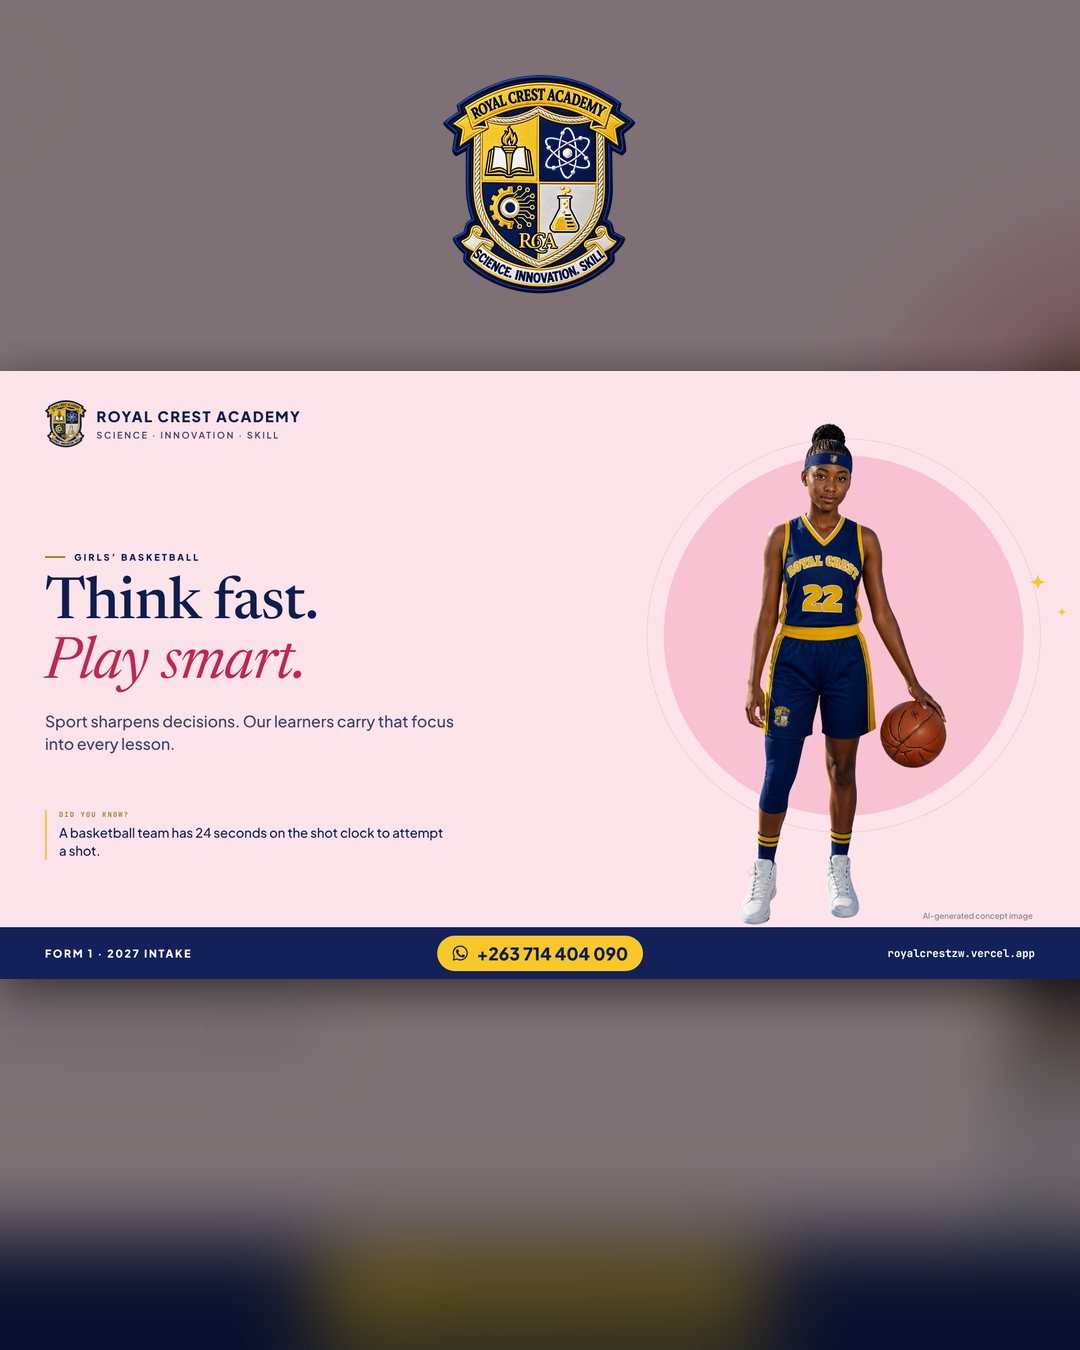 ROYAL CREST ACADEMY
RCA
SCIENCE. INNOVATION. SKILL
ROYAL CREST ACADEMY
SCIENCE · INNOVATION · SKILL
GIRLS’ BASKETBALL
Think fast.
Play smart.
Sport sharpens decisions. Our learners carry that focus
into every lesson.
DID YOU KNOW?
A basketball team has 24 seconds on the shot clock to attempt
a shot.
ROYAL CREST
22
AI-generated concept image
FORM 1 · 2027 INTAKE
+263 714 404 090
royalcrestzw.vercel.app